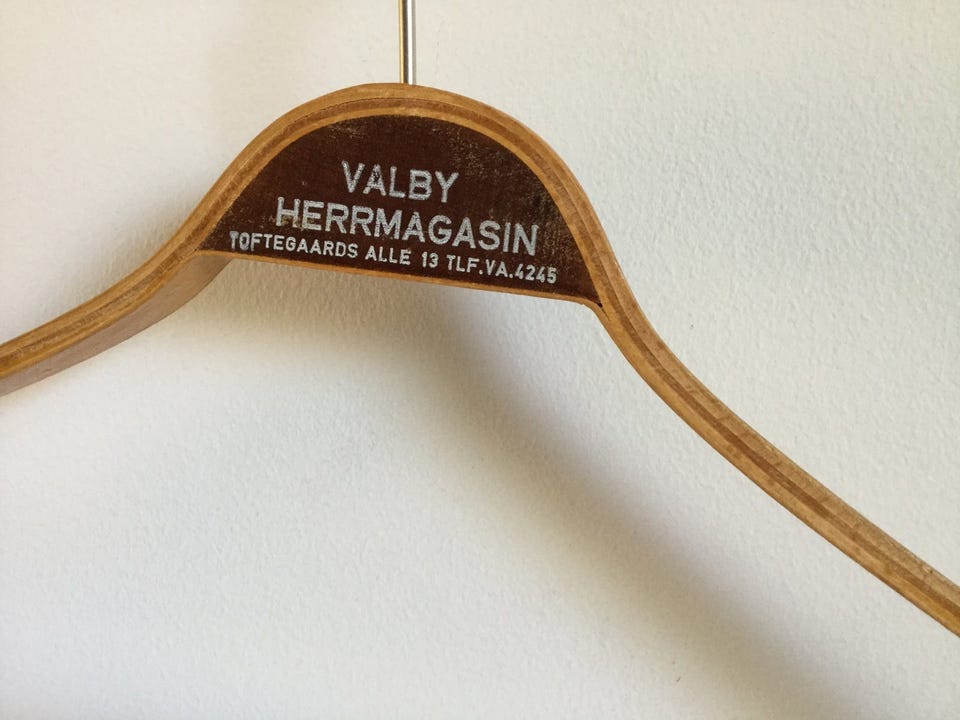 VALBY
HERRMAGASIN
TOFTEGAARDS ALLE 13 TLF.VA.4245